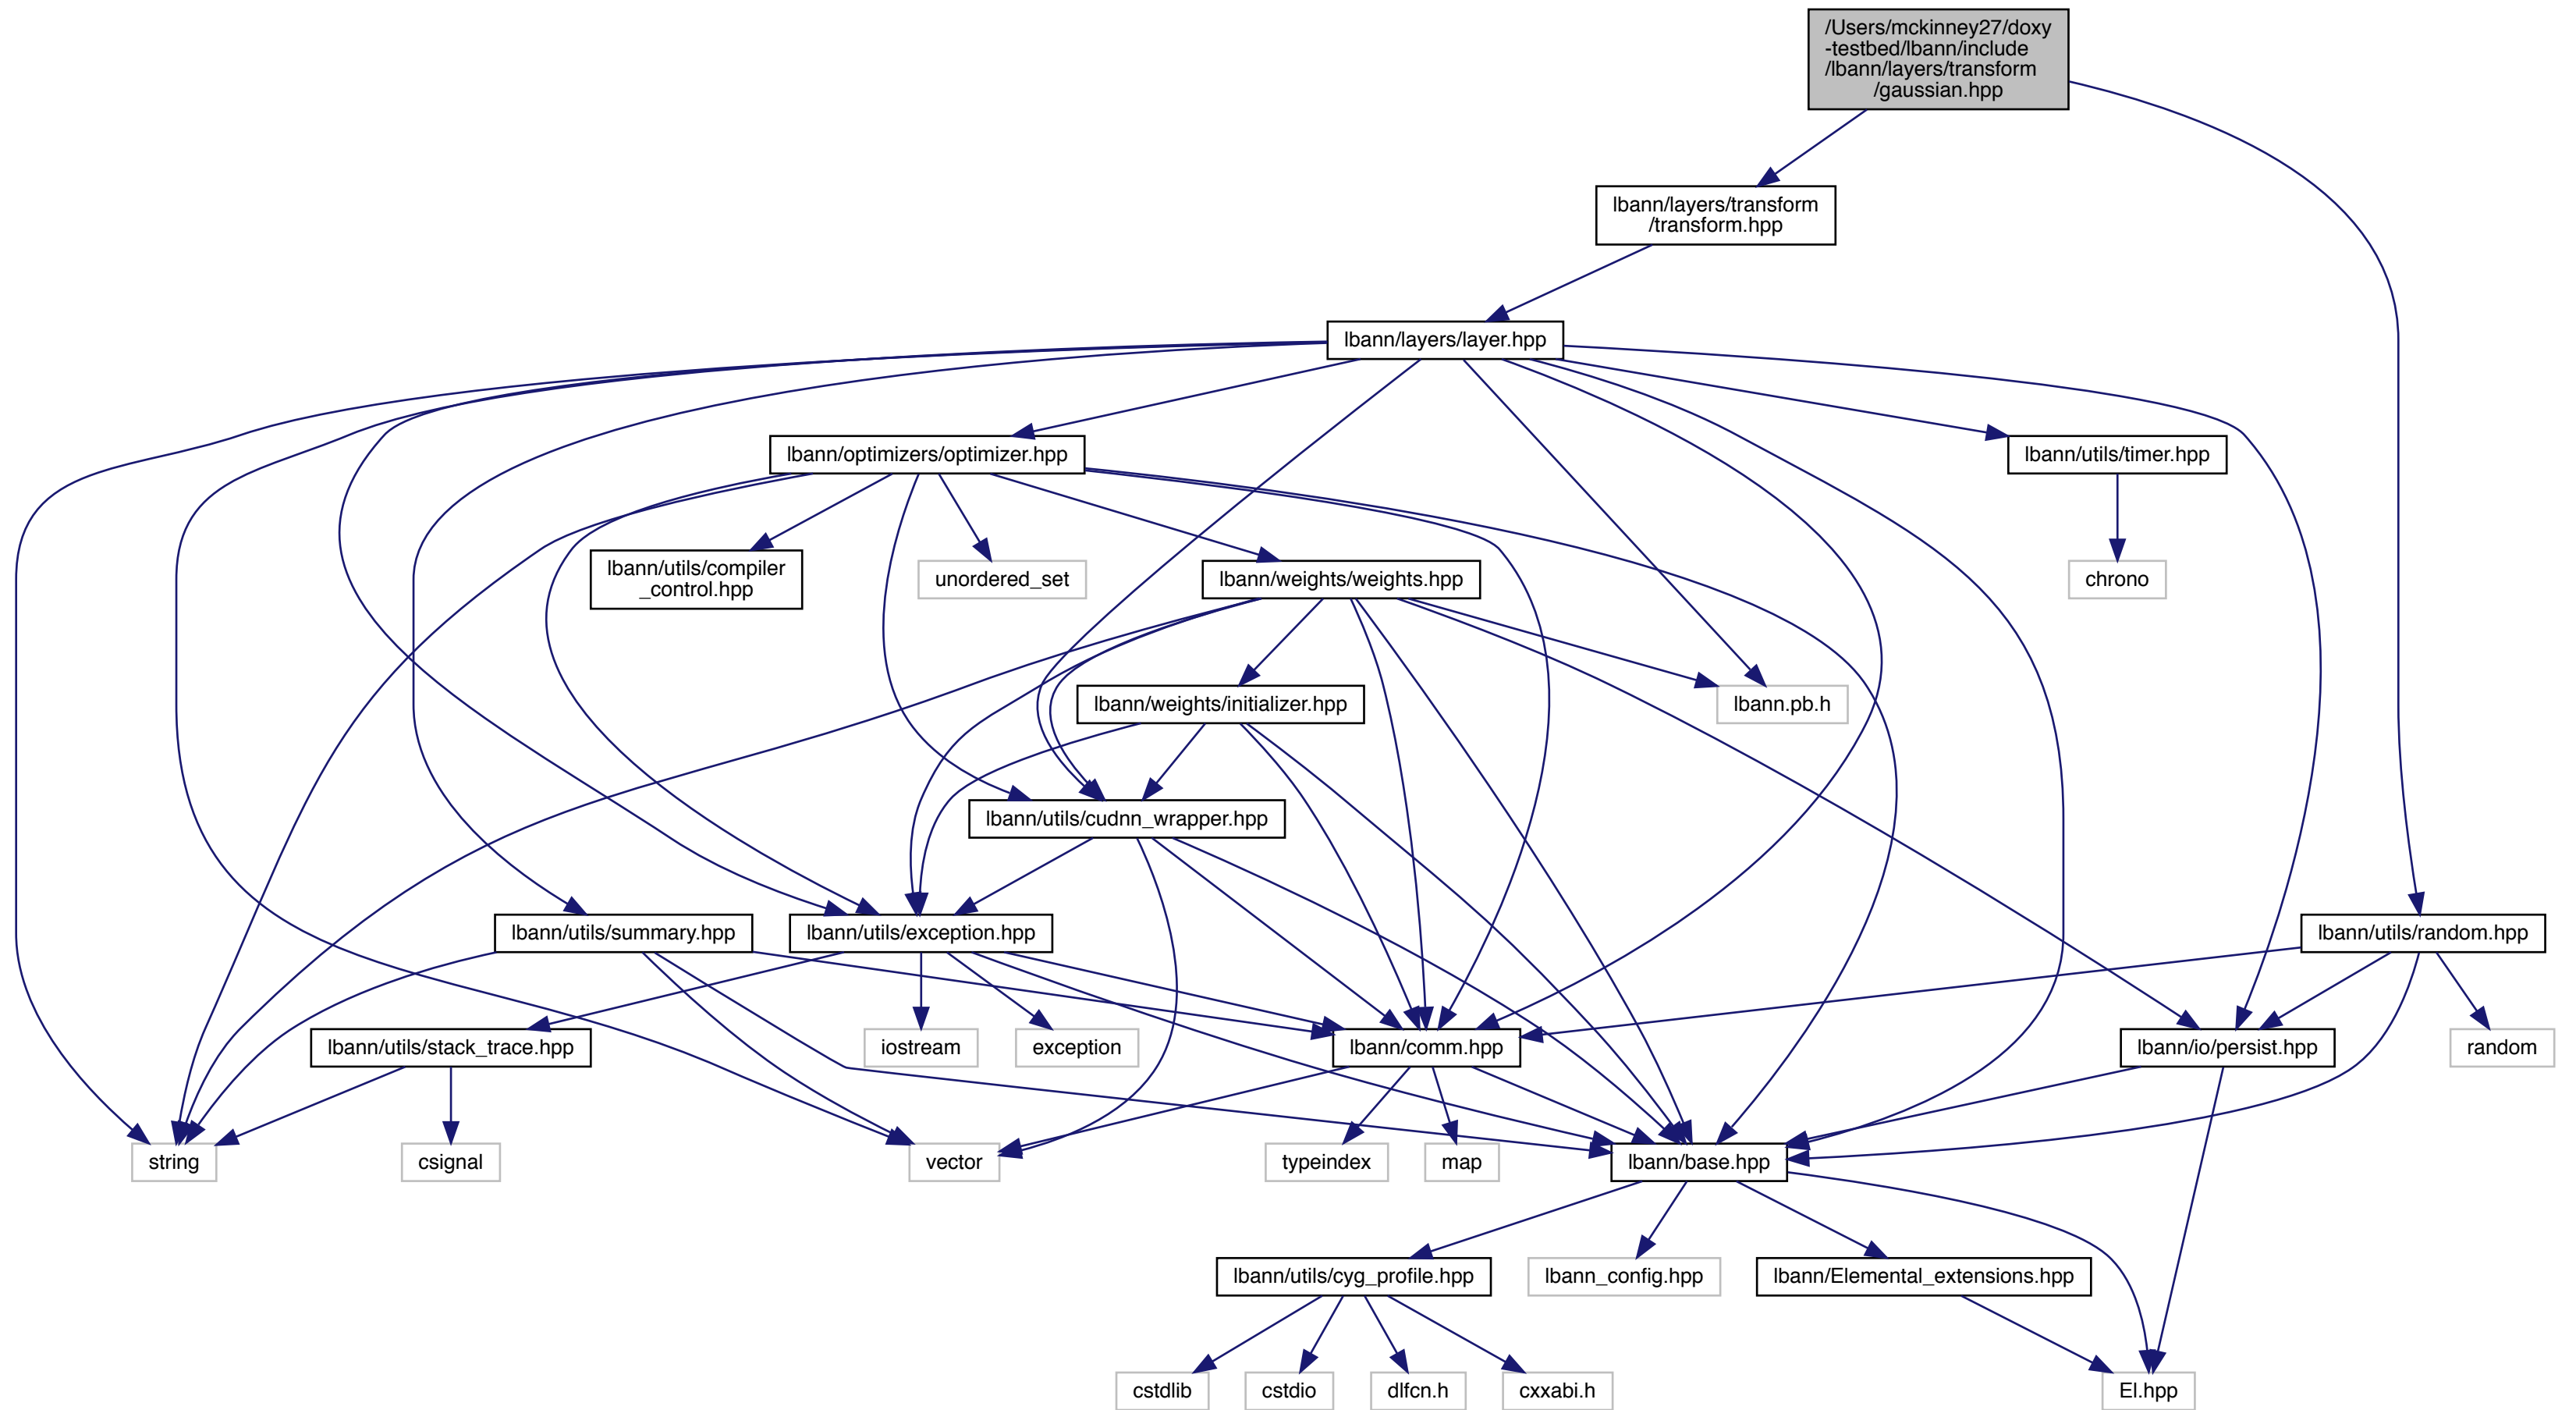 /Users/mckinney27/doxy
-testbed/lbann/include
/lbann/layers/transform
/gaussian.hpp
lbann/layers/transform
/transform.hpp
lbann/layers/layer.hpp
lbann/optimizers/optimizer.hpp
lbann/utils/timer.hpp
lbann/utils/compiler
_control.hpp
unordered_set
lbann/weights/weights.hpp
chrono
lbann/weights/initializer.hpp
lbann.pb.h
lbann/utils/cudnn_wrapper.hpp
lbann/utils/summary.hpp
lbann/utils/exception.hpp
lbann/utils/random.hpp
lbann/utils/stack_trace.hpp
iostream
exception
lbann/comm.hpp
lbann/io/persist.hpp
random
string
csignal
vector
typeindex
map
lbann/base.hpp
lbann/utils/cyg_profile.hpp
lbann_config.hpp
lbann/Elemental_extensions.hpp
cstdlib
cstdio
dlfcn.h
cxxabi.h
El.hpp